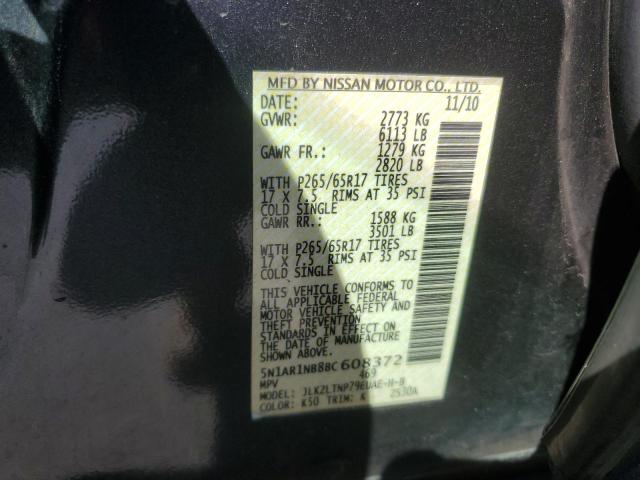 MFD BY NISSAN MOTOR CO., LTD.
DATE: 11/10
GVWR: 2773 KG
6113 LB
GAWR FR.: 1279 KG
2820 LB
WITH P265/65R17 TIRES
17 X 7.5 RIMS AT 35 PSI
COLD SINGLE
GAWR RR.: 1588 KG
3501 LB
WITH P265/65R17 TIRES
17 X 7.5 RIMS AT 35 PSI
COLD SINGLE
THIS VEHICLE CONFORMS TO
ALL APPLICABLE FEDERAL
MOTOR VEHICLE SAFETY AND
THEFT PREVENTION
STANDARDS IN EFFECT ON
THE DATE OF MANUFACTURE
SHOWN ABOVE.
5N1AR1NB8BC608372
MPV 469
MODEL: JLKZLTNP79EUAE-H-B
COLOR: K50 TRIM: K 2530A